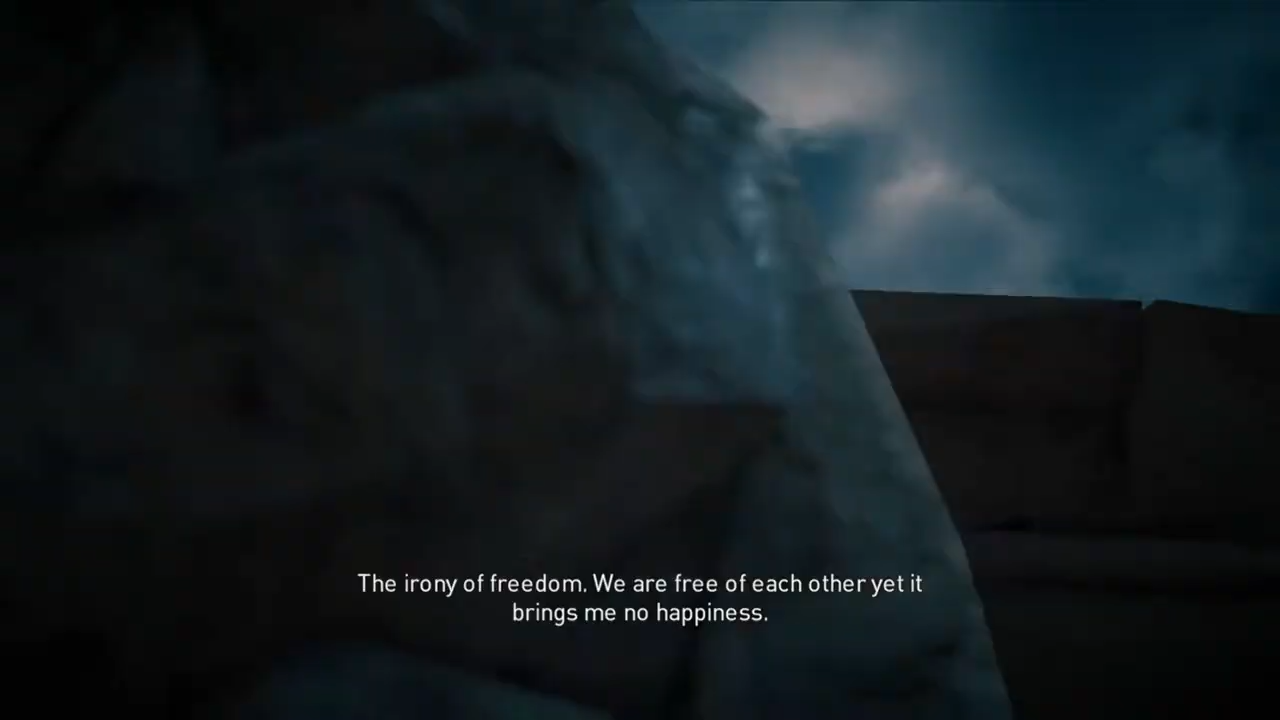 The irony of freedom. We are free of each other yet it
brings me no happiness.